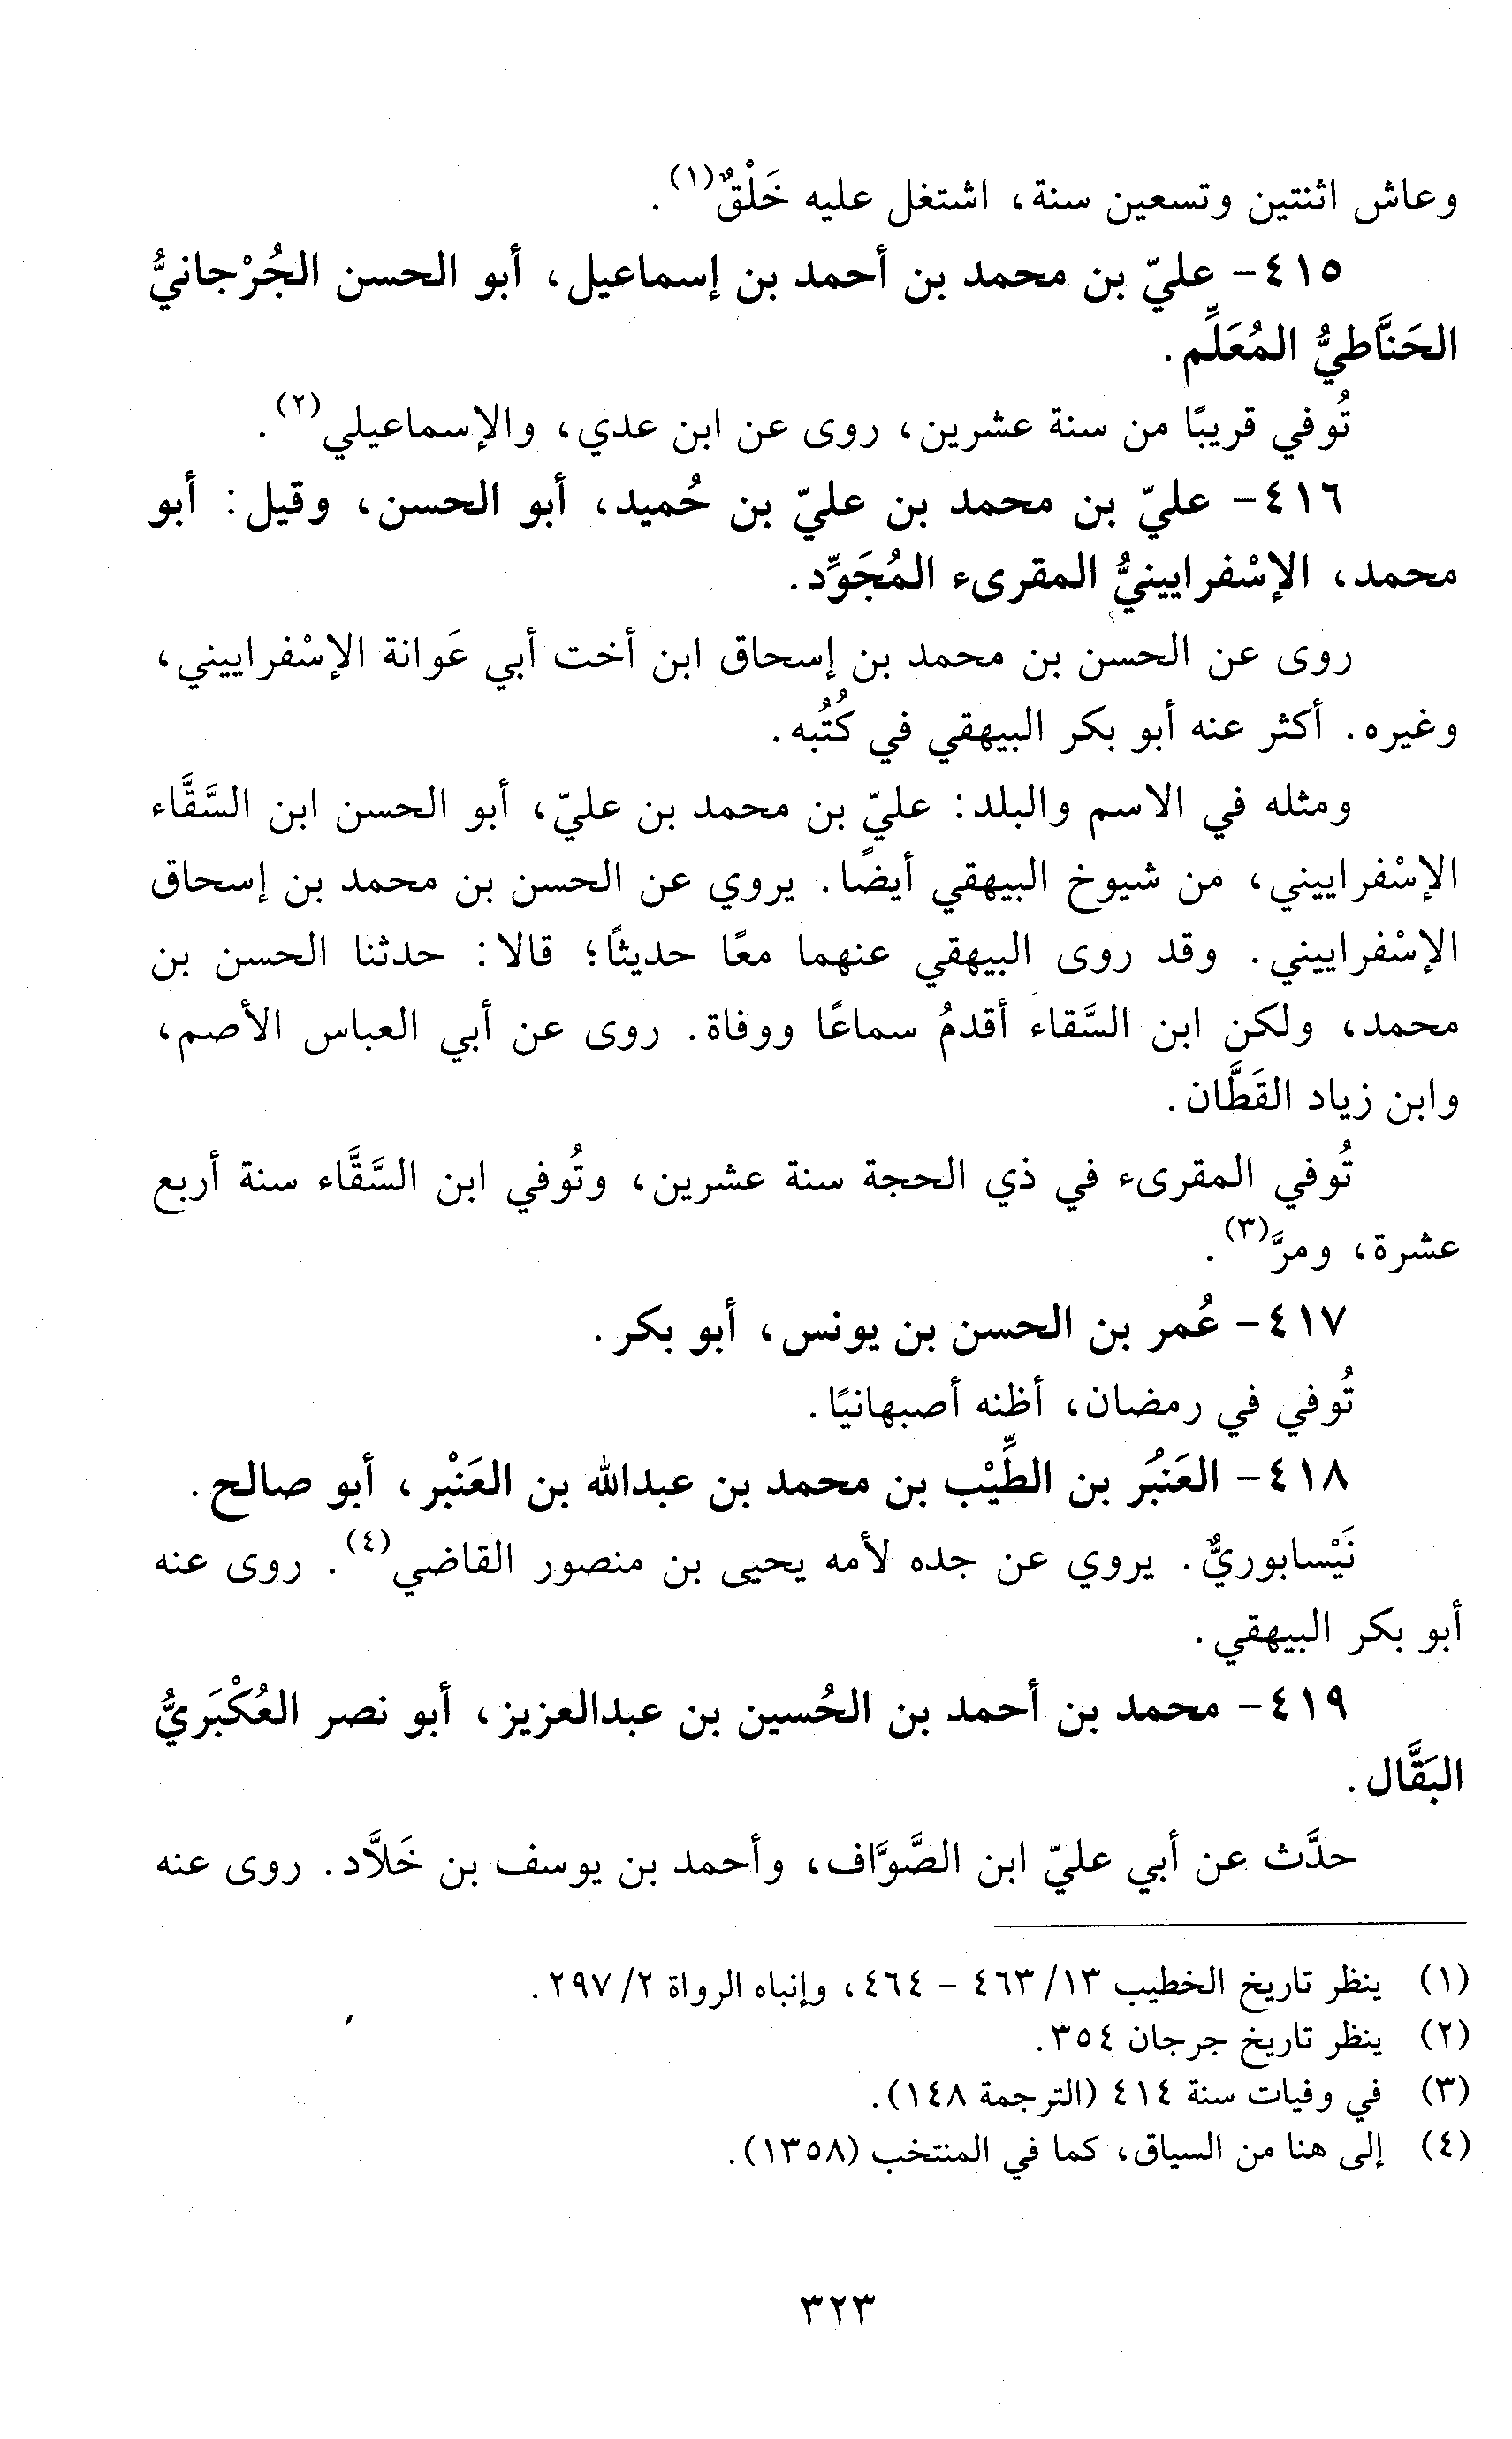 وعاش اثنتين وتسعين سنة، اشتغل عليه خَلْقٌ(١).
٤١٥- عليّ بن محمد بن أحمد بن إسماعيل، أبو الحسن الجُرْجانيُّ
الحَنَّاطيُّ المُعَلِّم.
تُوفي قريبًا من سنة عشرين، روى عن ابن عدي، والإسماعيلي(٢).
٤١٦- عليّ بن محمد بن عليّ بن حُميد، أبو الحسن، وقيل: أبو
محمد، الإسْفرايينيُّ المقرىء المُجَوِّد.
روى عن الحسن بن محمد بن إسحاق ابن أخت أبي عَوانة الإسْفراييني،
وغيره. أكثر عنه أبو بكر البيهقي في كُتُبه.
ومثله في الاسم والبلد: عليّ بن محمد بن عليّ، أبو الحسن ابن السَّقَّاء
الإسْفراييني، من شيوخ البيهقي أيضًا. يروي عن الحسن بن محمد بن إسحاق
الإسْفراييني. وقد روى البيهقي عنهما معًا حديثًا؛ قالا: حدثنا الحسن بن
محمد، ولكن ابن السَّقاء أقدمُ سماعًا ووفاة. روى عن أبي العباس الأصم،
وابن زياد القَطَّان.
تُوفي المقرىء في ذي الحجة سنة عشرين، وتُوفي ابن السَّقَّاء سنة أربع
عشرة، ومرَّ(٣).
٤١٧- عُمر بن الحسن بن يونس، أبو بكر.
تُوفي في رمضان، أظنه أصبهانيًا.
٤١٨- العَنْبَُر بن الطَّيِّب بن محمد بن عبدالله بن العَنْبر، أبو صالح.
نَيْسابوريٌّ. يروي عن جده لأمه يحيى بن منصور القاضي(٤). روى عنه
أبو بكر البيهقي.
٤١٩- محمد بن أحمد بن الحُسين بن عبدالعزيز، أبو نصر العُكْبَريُّ
البَقَّال.
حدَّث عن أبي عليّ ابن الصَّوَّاف، وأحمد بن يوسف بن خَلَّاد. روى عنه
(١) ينظر تاريخ الخطيب ١٣/ ٤٦٣ - ٤٦٤، وإنباه الرواة ٢/ ٢٩٧.
(٢) ينظر تاريخ جرجان ٣٥٤.
(٣) في وفيات سنة ٤١٤ (الترجمة ١٤٨).
(٤) إلى هنا من السياق، كما في المنتخب (١٣٥٨).
٣٢٣